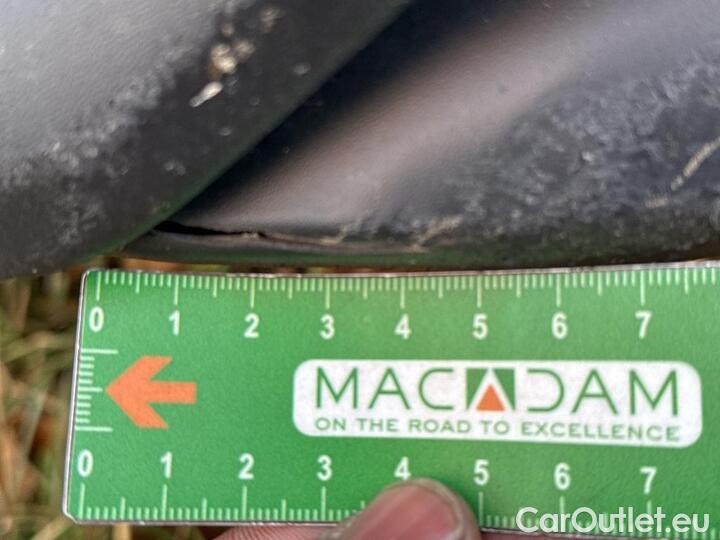 0 1 2 3 4 5 6 7
MACADAM
ON THE ROAD TO EXCELLENCE
0 1 2 3 4 5 6 7
CarOutlet.eu